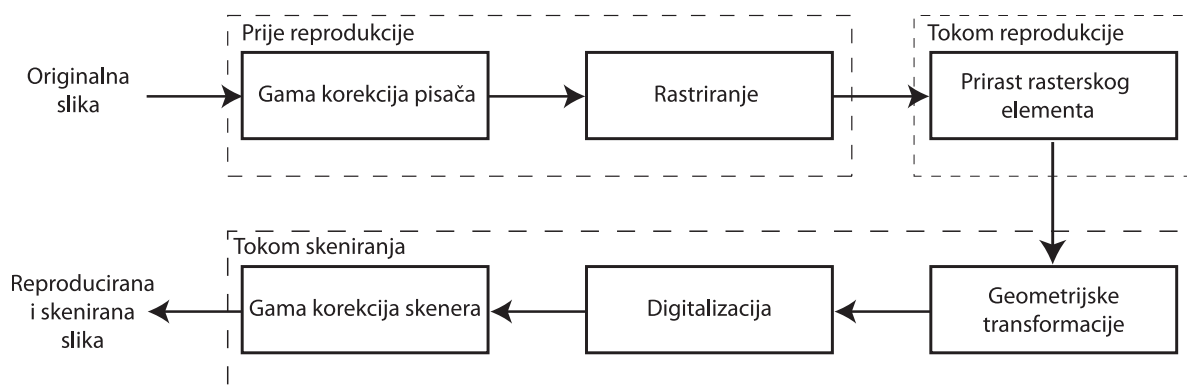 Prije reprodukcije
Tokom reprodukcije
Originalna
slika
Gama korekcija pisača
Rastriranje
Prirast rasterskog
elementa
Tokom skeniranja
Reproducirana
i skenirana
slika
Gama korekcija skenera
Digitalizacija
Geometrijske
transformacije